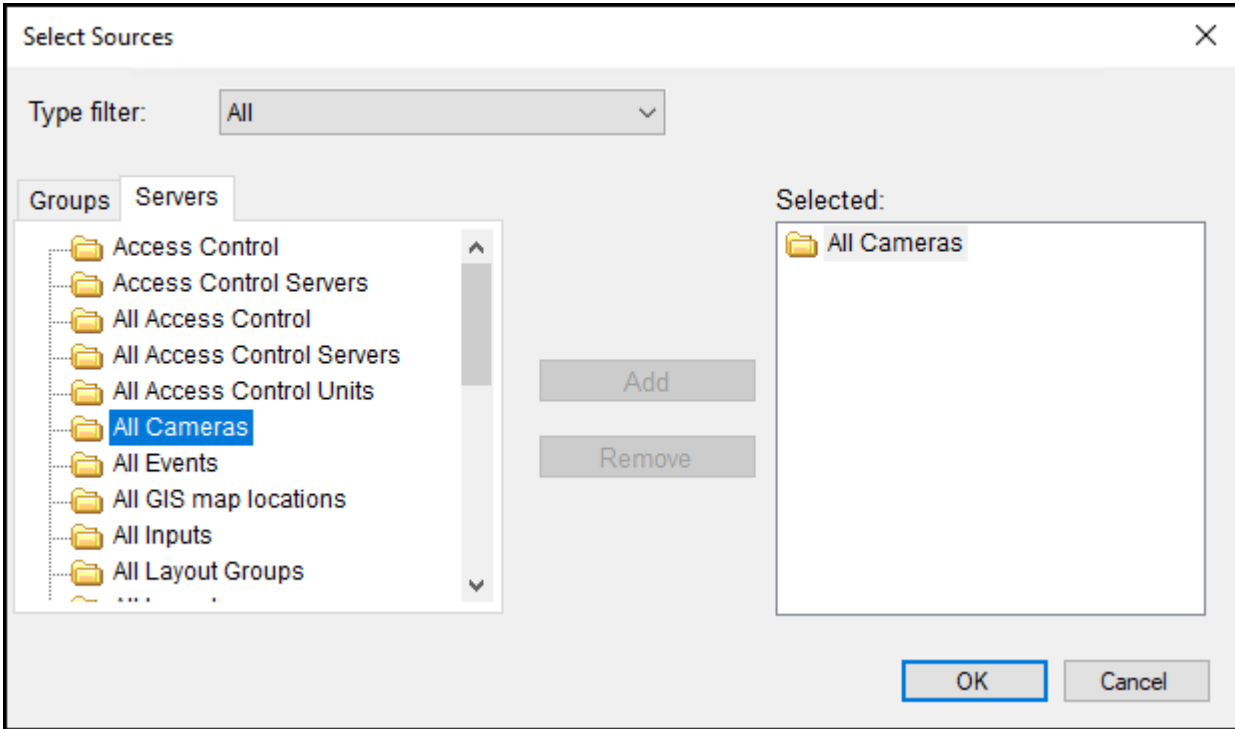 Select Sources
Type filter:
All
Groups
Servers
Access Control
Access Control Servers
All Access Control
All Access Control Servers
All Access Control Units
All Cameras
All Events
All GIS map locations
All Inputs
All Layout Groups
Add
Remove
Selected:
All Cameras
OK
Cancel